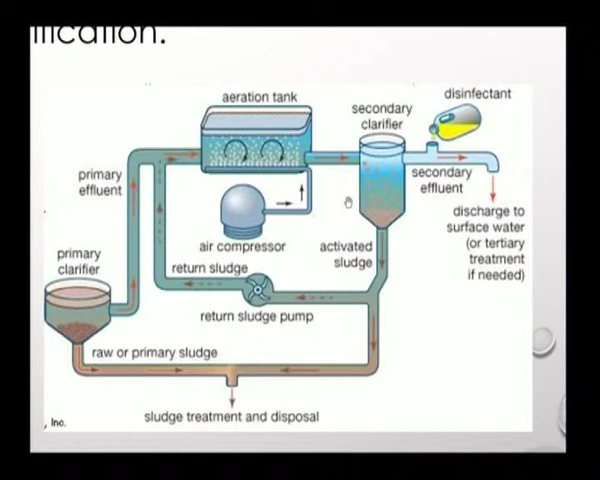 ification.
aeration tank
disinfectant
secondary
clarifier
primary
effluent
secondary
effluent
discharge to
surface water
(or tertiary
treatment
if needed)
air compressor
activated
sludge
primary
clarifier
return sludge
return sludge pump
raw or primary sludge
sludge treatment and disposal
, Inc.